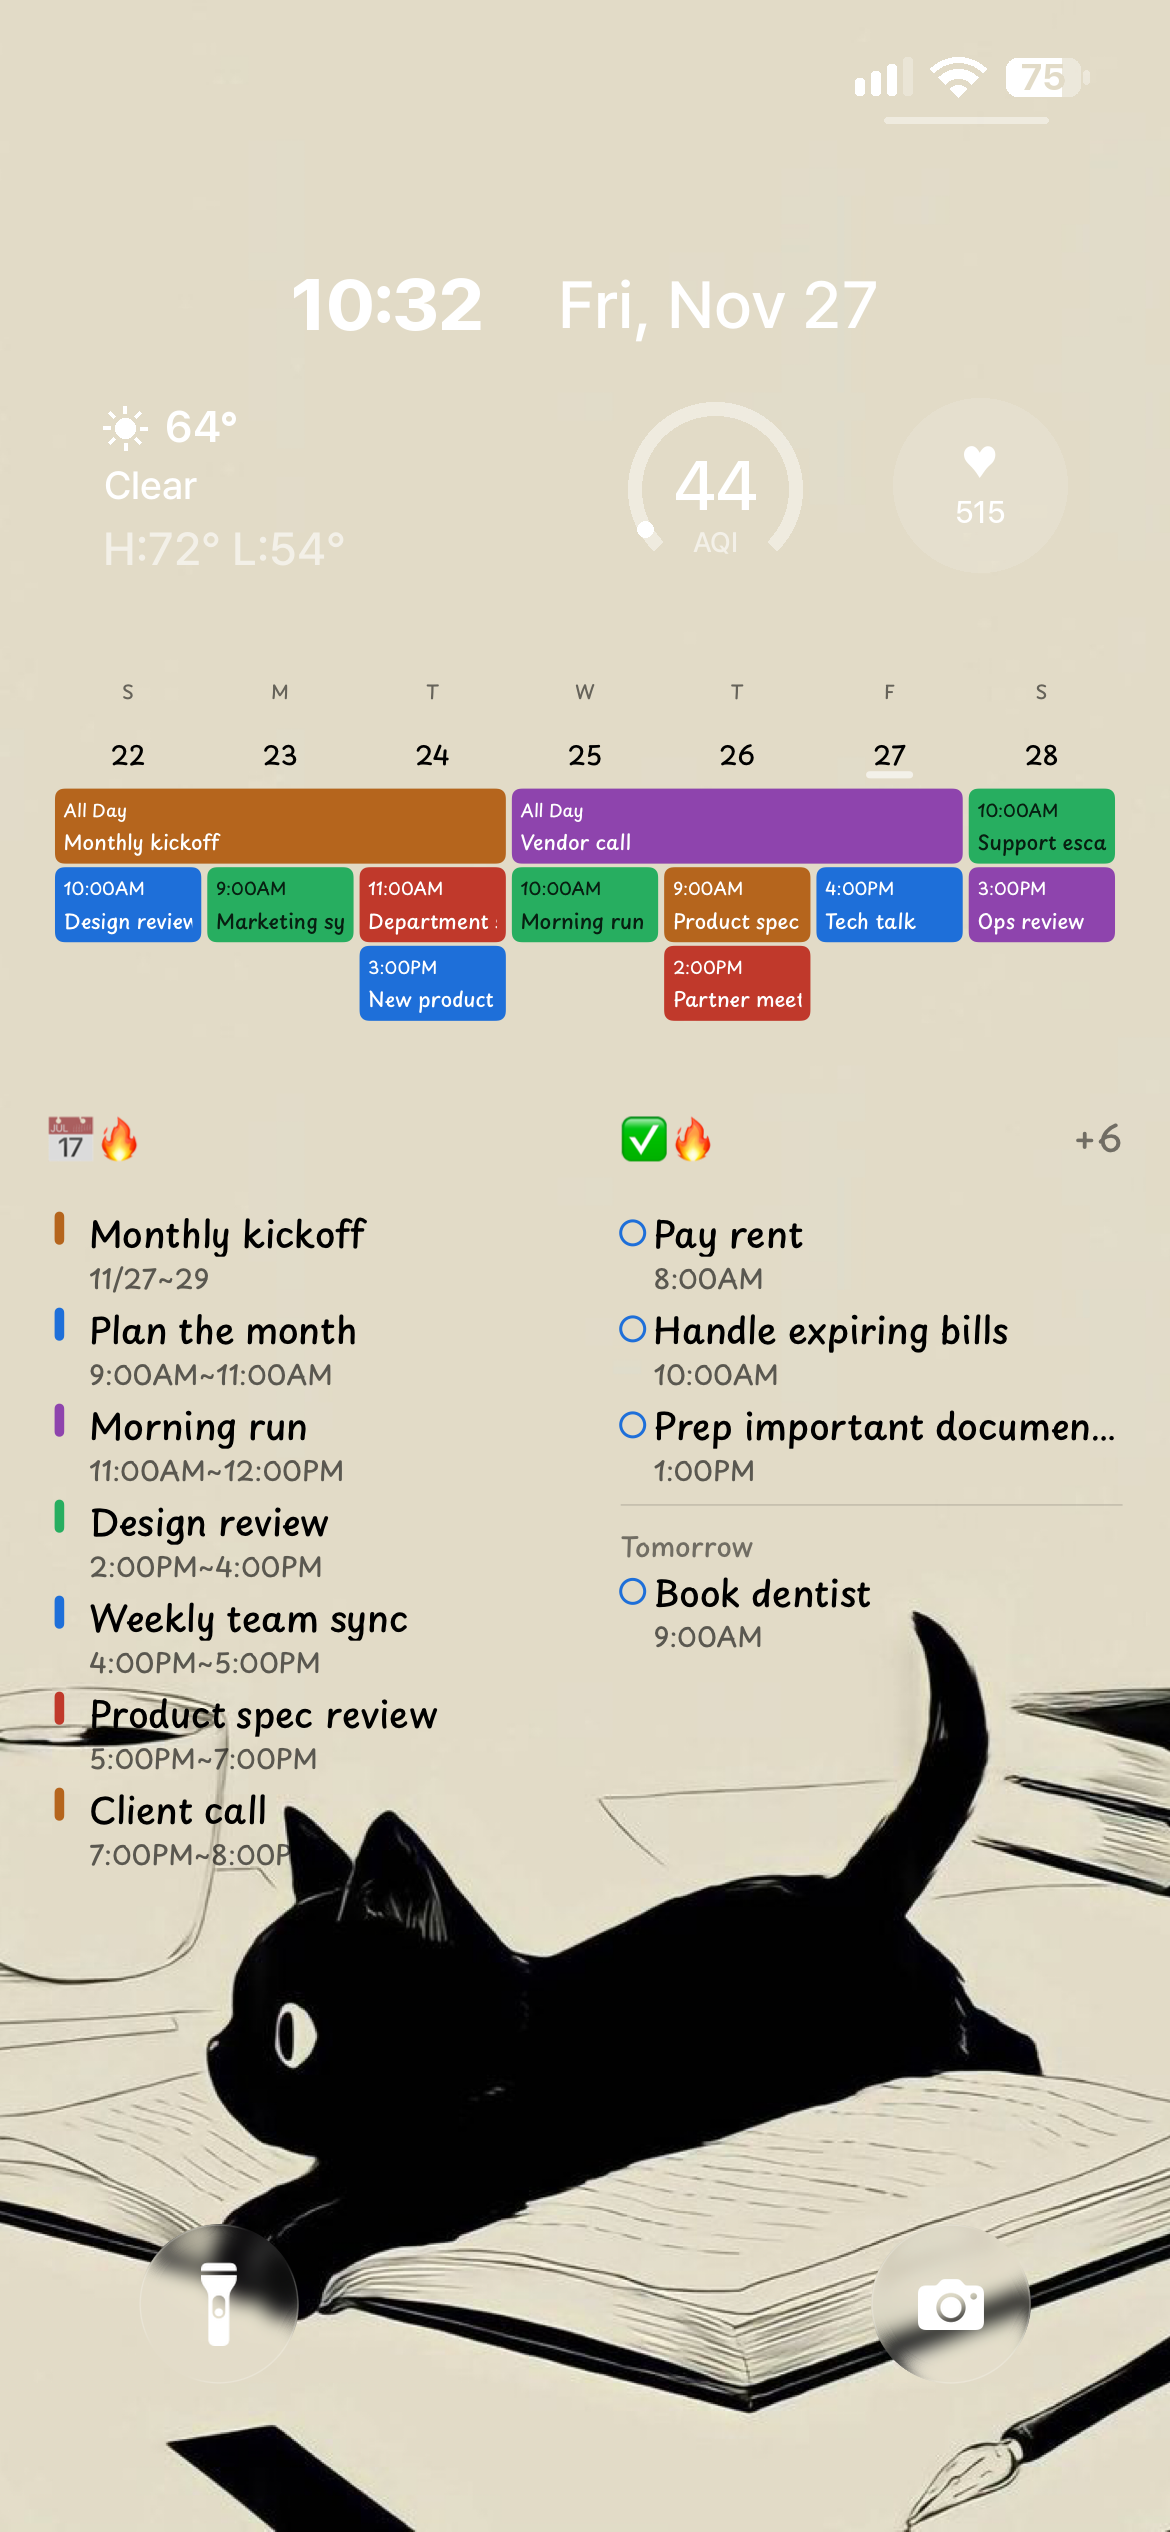 75
10:32 Fri, Nov 27
64°
Clear
H:72° L:54°
44
AQI
515
S M T W T F S
22 23 24 25 26 27 28
All Day
Monthly kickoff
All Day
Vendor call
10:00AM
Support esca
10:00AM
Design review
9:00AM
Marketing sy
11:00AM
Department
10:00AM
Morning run
9:00AM
Product spec
4:00PM
Tech talk
3:00PM
Ops review
3:00PM
New product
2:00PM
Partner meet
JUL
17
Monthly kickoff
11/27~29
Plan the month
9:00AM~11:00AM
Morning run
11:00AM~12:00PM
Design review
2:00PM~4:00PM
Weekly team sync
4:00PM~5:00PM
Product spec review
5:00PM~7:00PM
Client call
7:00PM~8:00P
+6
Pay rent
8:00AM
Handle expiring bills
10:00AM
Prep important documen...
1:00PM
Tomorrow
Book dentist
9:00AM